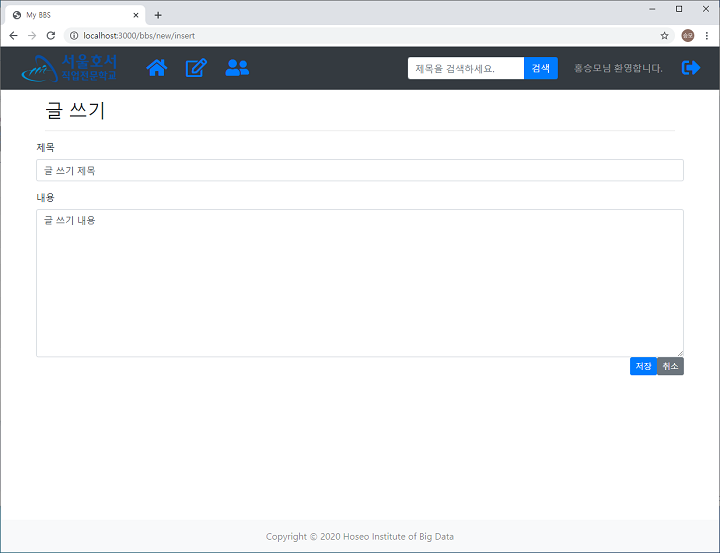 My BBS
localhost:3000/bbs/new/insert
서울호서
직업전문학교
제목을 검색하세요. 검색 홍승모님 환영합니다.
글 쓰기
제목
글 쓰기 제목
내용
글 쓰기 내용
저장 취소
Copyright © 2020 Hoseo Institute of Big Data